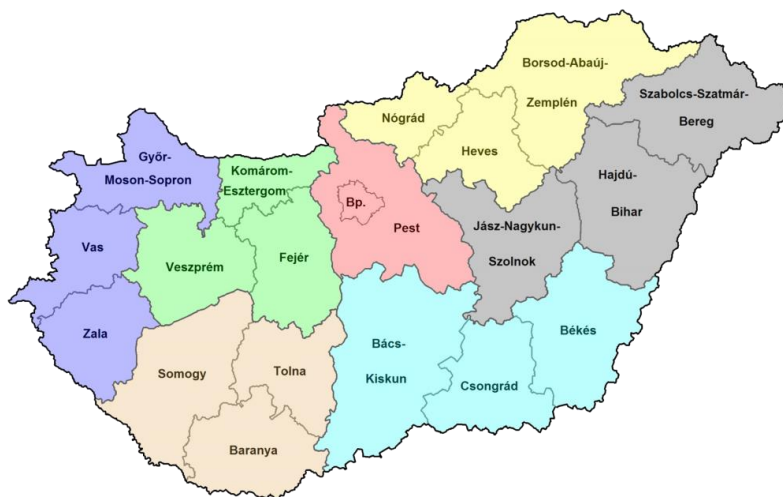 Borsod-Abaúj-
Zemplén
Szabolcs-Szatmár-
Bereg
Nógrád
Heves
Győr-
Moson-Sopron
Komárom-
Esztergom
Hajdú-
Bihar
Bp.
Pest
Jász-Nagykun-
Szolnok
Vas
Veszprém
Fejér
Zala
Békés
Bács-
Kiskun
Somogy
Tolna
Csongrád
Baranya